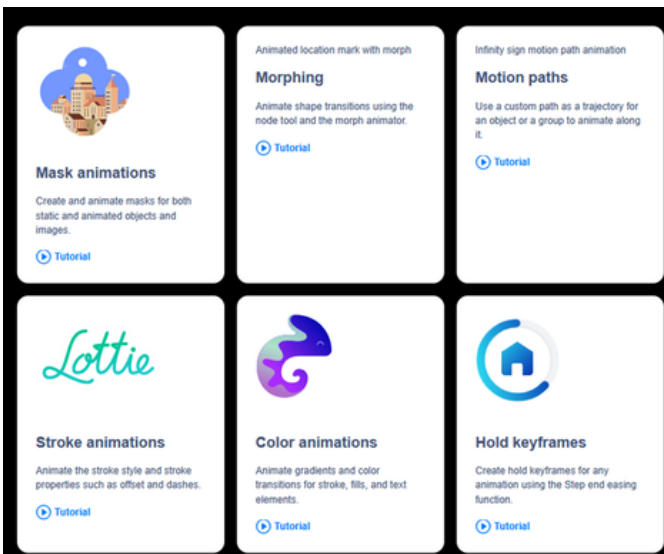 Mask animations
Create and animate masks for both
static and animated objects and
images.
Tutorial
Animated location mark with morph
Morphing
Animate shape transitions using the
node tool and the morph animator.
Tutorial
Infinity sign motion path animation
Motion paths
Use a custom path as a trajectory for
an object or a group to animate along
it.
Tutorial
Lottie
Stroke animations
Animate the stroke style and stroke
properties such as offset and dashes.
Tutorial
Color animations
Animate gradients and color
transitions for stroke, fills, and text
elements.
Tutorial
Hold keyframes
Create hold keyframes for any
animation using the Step end easing
function.
Tutorial